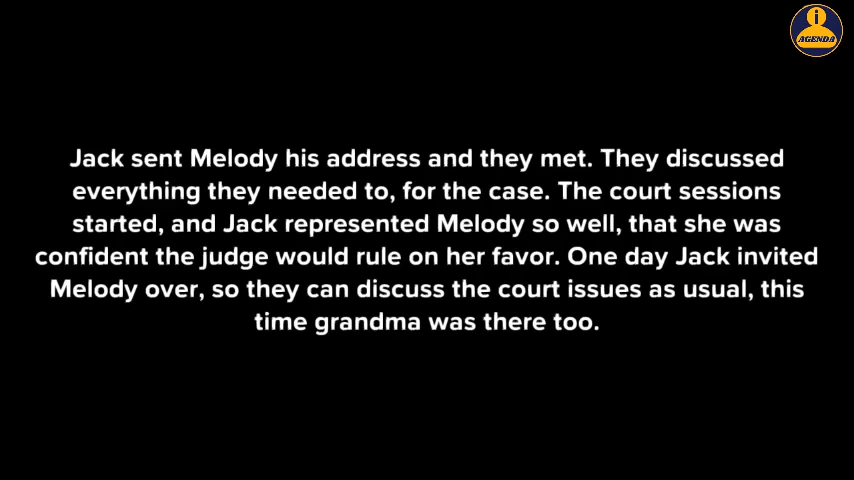 i
AGENDA
Jack sent Melody his address and they met. They discussed
everything they needed to, for the case. The court sessions
started, and Jack represented Melody so well, that she was
confident the judge would rule on her favor. One day Jack invited
Melody over, so they can discuss the court issues as usual, this
time grandma was there too.